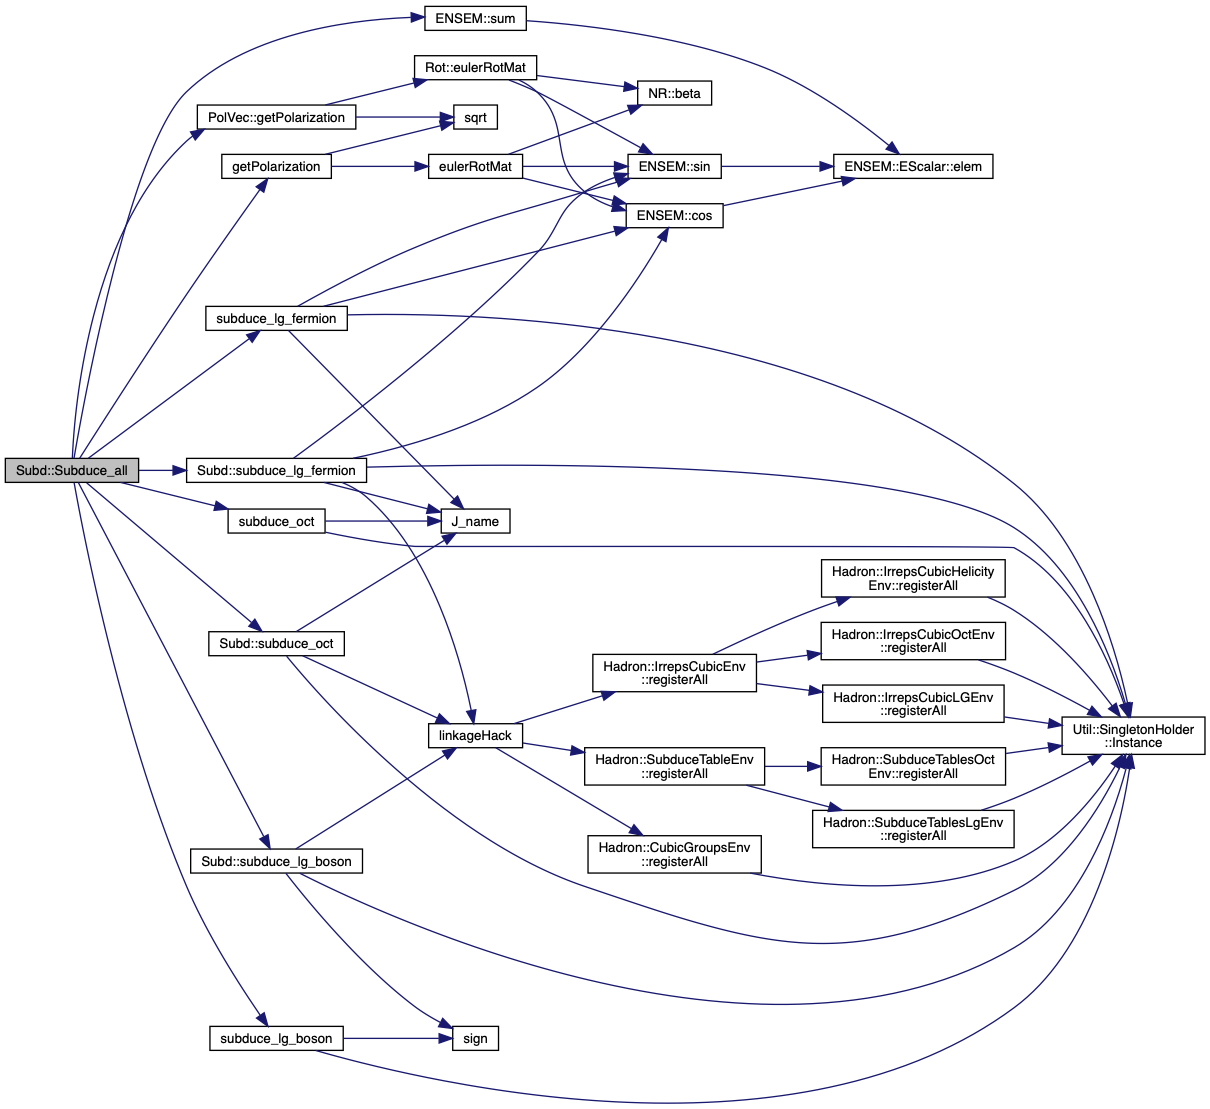 ENSEM::sum
Rot::eulerRotMat
NR::beta
PolVec::getPolarization
sqrt
getPolarization
eulerRotMat
ENSEM::sin
ENSEM::EScalar::elem
ENSEM::cos
subduce_lg_fermion
Subd::Subduce_all
Subd::subduce_lg_fermion
subduce_oct
J_name
Hadron::IrrepsCubicHelicity
Env::registerAll
Subd::subduce_oct
Hadron::IrrepsCubicOctEnv
::registerAll
Hadron::IrrepsCubicEnv
::registerAll
Hadron::IrrepsCubicLGEnv
::registerAll
linkageHack
Util::SingletonHolder
::Instance
Hadron::SubduceTableEnv
::registerAll
Hadron::SubduceTablesOct
Env::registerAll
Hadron::SubduceTablesLgEnv
::registerAll
Hadron::CubicGroupsEnv
::registerAll
Subd::subduce_lg_boson
subduce_lg_boson
sign